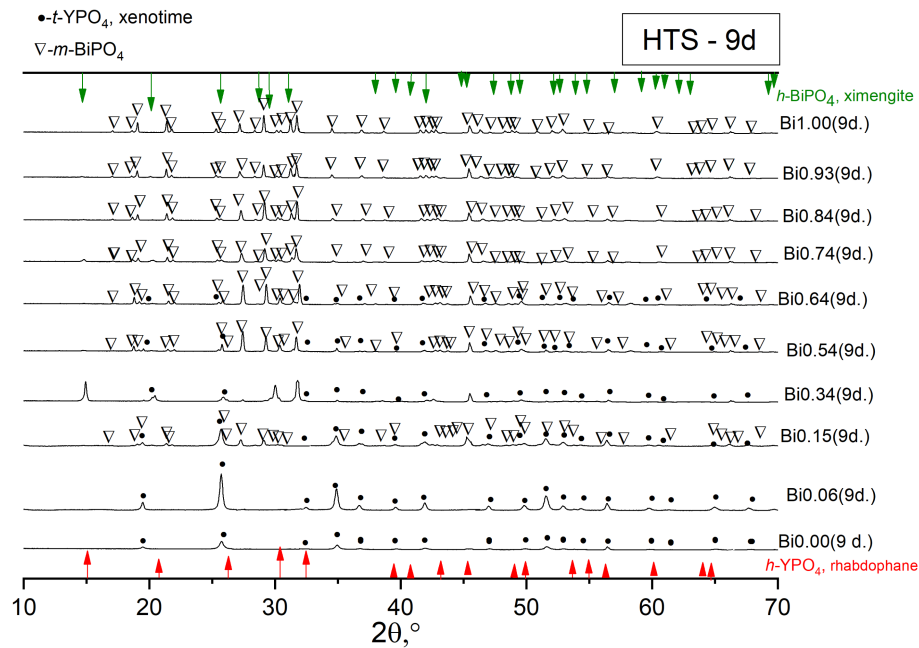 ●-t-YPO₄, xenotime
▽-m-BiPO₄
HTS - 9d
h-BiPO₄, ximengite
Bi1.00(9d.)
Bi0.93(9d.)
Bi0.84(9d.)
Bi0.74(9d.)
Bi0.64(9d.)
Bi0.54(9d.)
Bi0.34(9d.)
Bi0.15(9d.)
Bi0.06(9d.)
Bi0.00(9 d.)
h-YPO₄, rhabdophane
10 20 30 40 50 60 70
2θ,°